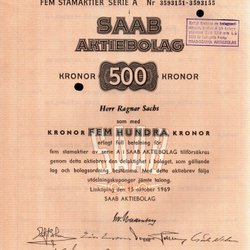 FEM STAMAKTIER SERIE A Nr 3593151-3593155
SAAB
AKTIEBOLAG
KRONOR 500 KRONOR
Herr Ragnar Sachs
som med
KRONOR FEM HUNDRA KRONOR
erlagt full betalning för
fem stamaktier av serie A i SAAB AKTIEBOLAG tillförsäkras
genom detta aktiebrev den delaktighet i bolaget, som gällande
lag och bolagsordning bestämma. Med detta aktiebrev följa
utdelningskuponger jämte talong.
Linköping den 15 oktober 1969
SAAB AKTIEBOLAG